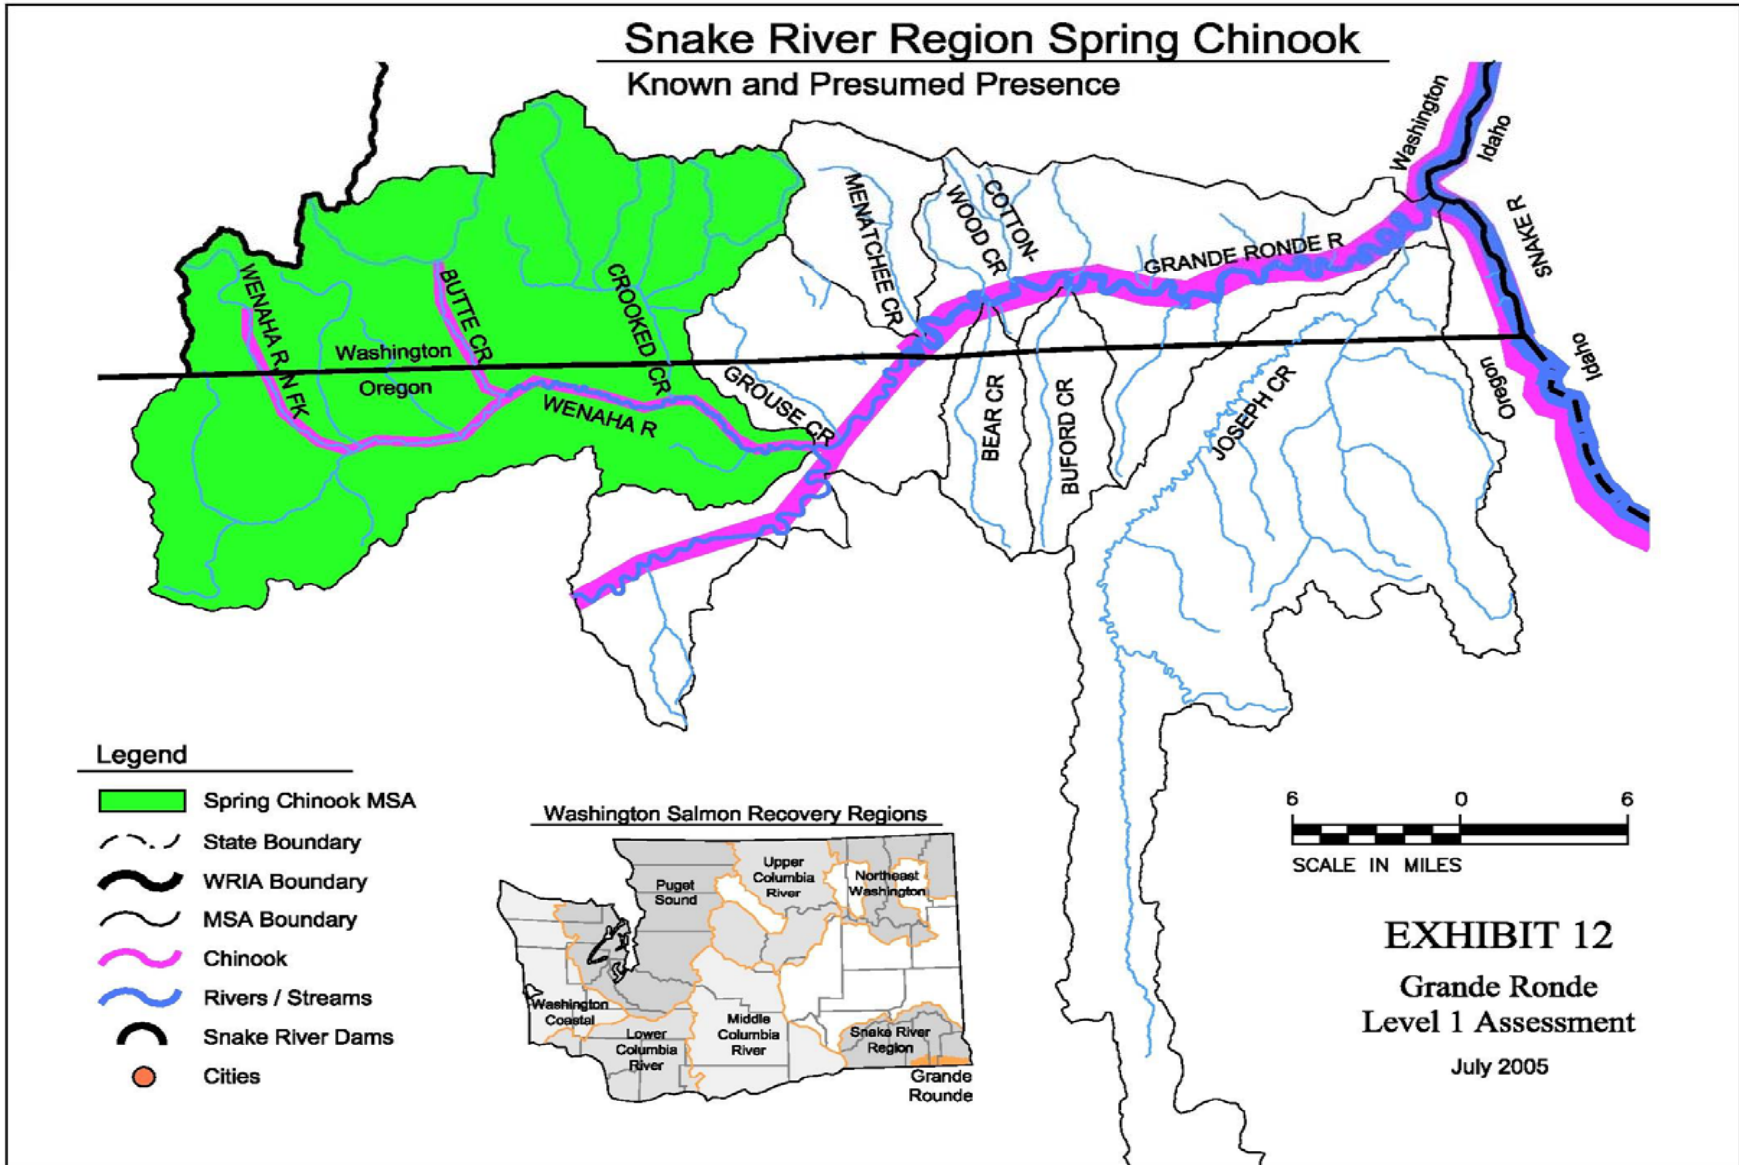 Snake River Region Spring Chinook
Known and Presumed Presence
Washington
Idaho
SNAKE R
MENATCHEE CR
COTTON-
WOOD CR
GRANDE RONDE R
WENAHA R N FK
BUTTE CR
CROOKED CR
Washington
Oregon
GROUSE CR
WENAHA R
BEAR CR
BUFORD CR
JOSEPH CR
Oregon
Idaho
Legend
Spring Chinook MSA
State Boundary
WRIA Boundary
MSA Boundary
Chinook
Rivers / Streams
Snake River Dams
Cities
Washington Salmon Recovery Regions
Puget
Sound
Upper
Columbia
River
Northeast
Washington
Washington
Coastal
Lower
Columbia
River
Middle
Columbia
River
Snake River
Region
Grande
Rounde
6 0 6
SCALE IN MILES
EXHIBIT 12
Grande Ronde
Level 1 Assessment
July 2005